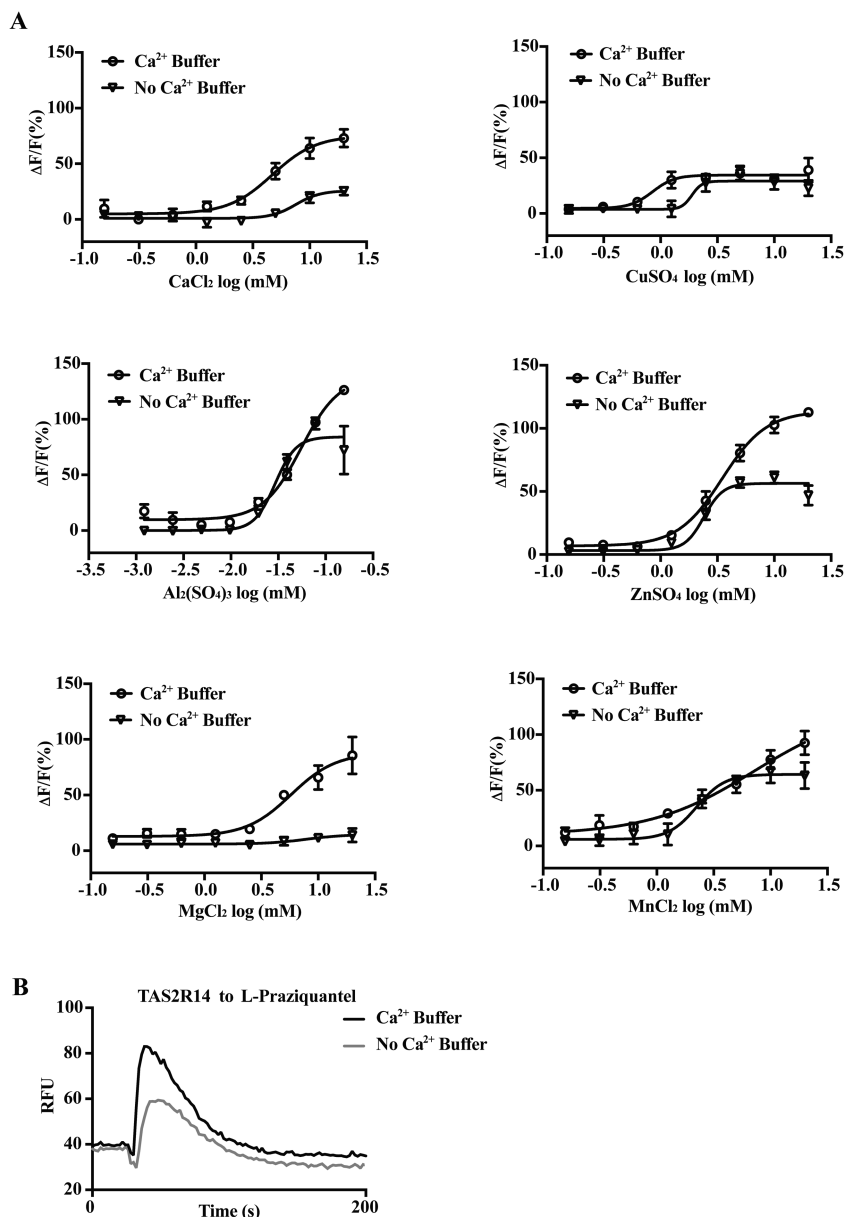 A
150
Ca²⁺ Buffer
No Ca²⁺ Buffer
100
ΔF/F(%)
50
0
-1.0 -0.5 0.0 0.5 1.0 1.5
CaCl₂ log (mM)
150
Ca²⁺ Buffer
No Ca²⁺ Buffer
100
ΔF/F(%)
50
0
-1.0 -0.5 0.0 0.5 1.0 1.5
CuSO₄ log (mM)
150
Ca²⁺ Buffer
No Ca²⁺ Buffer
100
ΔF/F(%)
50
0
-3.5 -3.0 -2.5 -2.0 -1.5 -1.0 -0.5
Al₂(SO₄)₃ log (mM)
150
Ca²⁺ Buffer
No Ca²⁺ Buffer
100
ΔF/F(%)
50
0
-1.0 -0.5 0.0 0.5 1.0 1.5
ZnSO₄ log (mM)
150
Ca²⁺ Buffer
No Ca²⁺ Buffer
100
ΔF/F(%)
50
0
-1.0 -0.5 0.0 0.5 1.0 1.5
MgCl₂ log (mM)
150
Ca²⁺ Buffer
No Ca²⁺ Buffer
100
ΔF/F(%)
50
0
-1.0 -0.5 0.0 0.5 1.0 1.5
MnCl₂ log (mM)
B
TAS2R14 to L-Praziquantel
100
Ca²⁺ Buffer
No Ca²⁺ Buffer
80
RFU
60
40
20
0 200
Time (s)